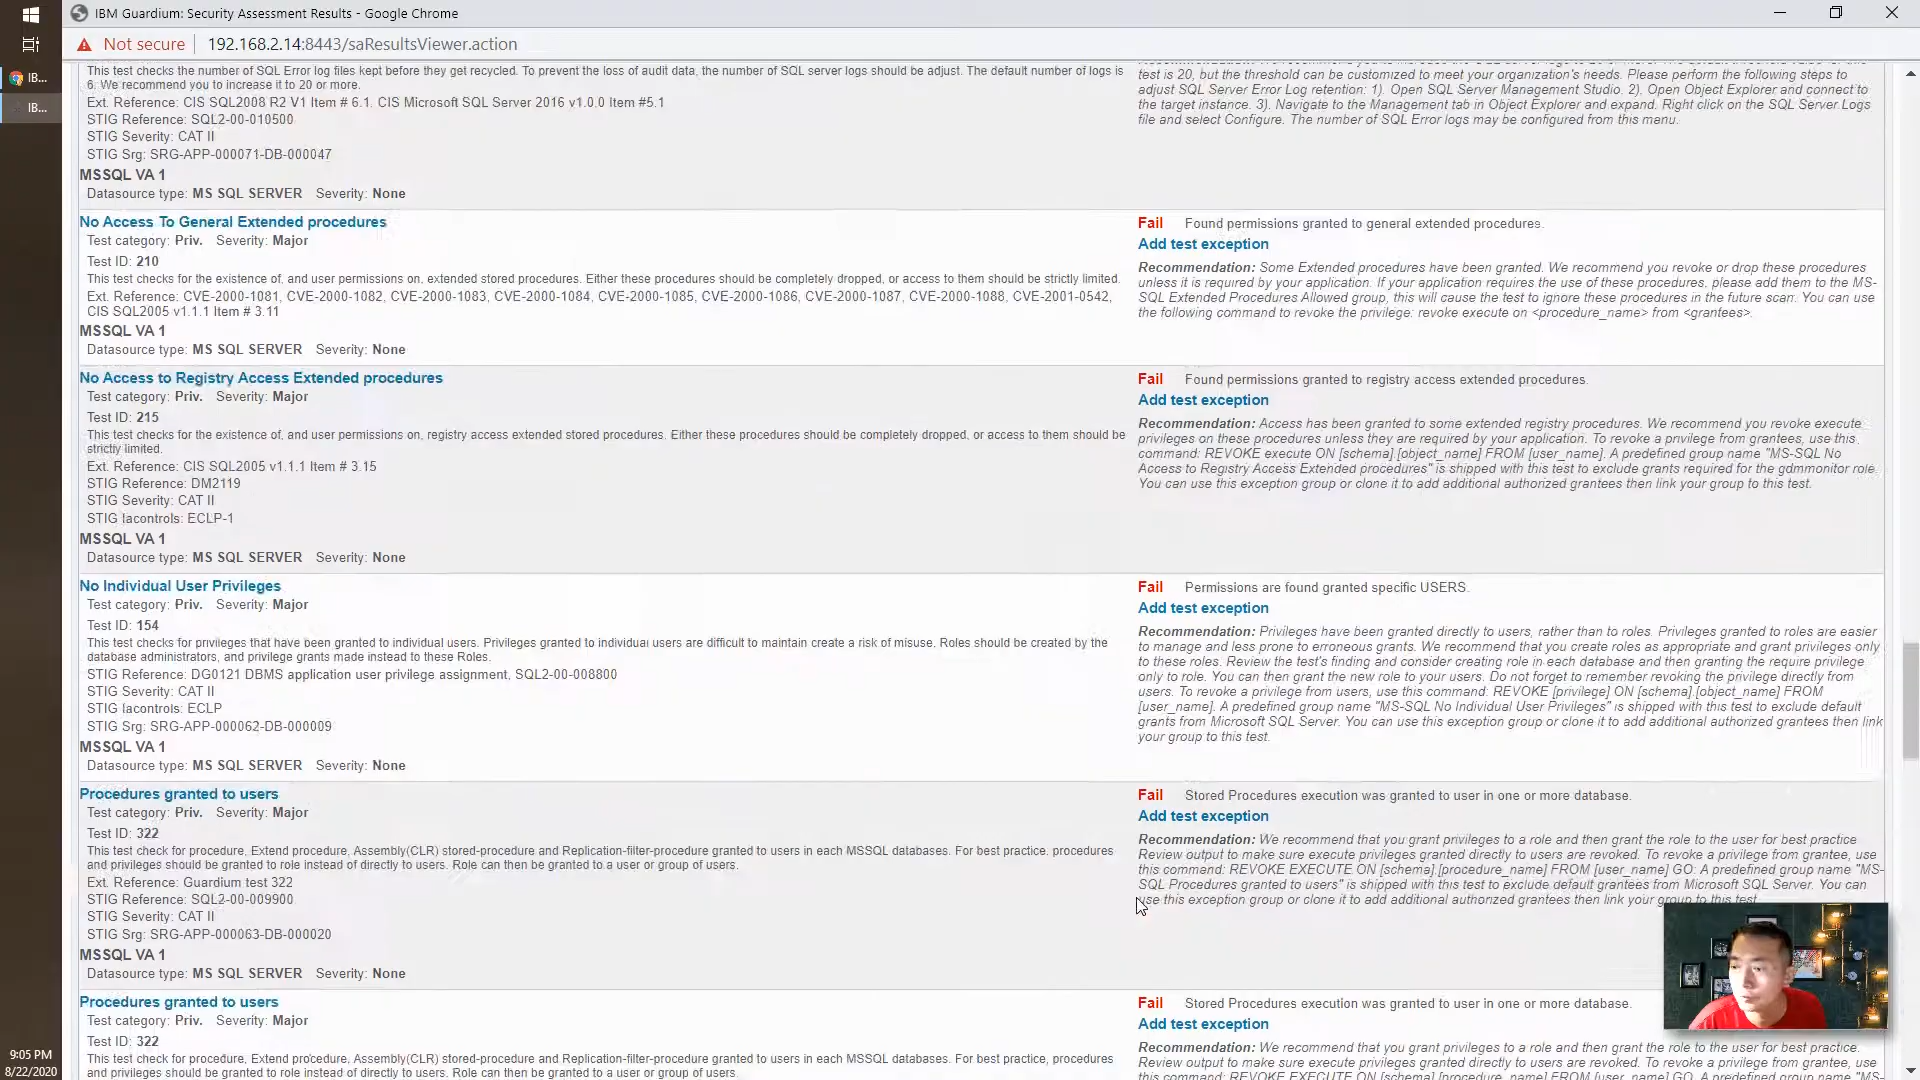 IBM Guardium: Security Assessment Results - Google Chrome
Not secure 192.168.2.14:8443/saResultsViewer.action
IB...
IB...
This test checks the number of SQL Error log files kept before they get recycled. To prevent the loss of audit data, the number of SQL server logs should be adjust. The default number of logs is
6. We recommend you to increase it to 20 or more.
Ext. Reference: CIS SQL2008 R2 V1 Item # 6.1, CIS Microsoft SQL Server 2016 v1.0.0 Item #5.1
STIG Reference: SQL2-00-010500
STIG Severity: CAT II
STIG Srg: SRG-APP-000071-DB-000047
MSSQL VA 1
Datasource type: MS SQL SERVER Severity: None
test is 20, but the threshold can be customized to meet your organization's needs. Please perform the following steps to
adjust SQL Server Error Log retention: 1). Open SQL Server Management Studio. 2). Open Object Explorer and connect to
the target instance. 3). Navigate to the Management tab in Object Explorer and expand. Right click on the SQL Server Logs
file and select Configure. The number of SQL Error logs may be configured from this menu.
No Access To General Extended procedures
Test category: Priv. Severity: Major
Test ID: 210
This test checks for the existence of, and user permissions on, extended stored procedures. Either these procedures should be completely dropped, or access to them should be strictly limited.
Ext. Reference: CVE-2000-1081, CVE-2000-1082, CVE-2000-1083, CVE-2000-1084, CVE-2000-1085, CVE-2000-1086, CVE-2000-1087, CVE-2000-1088, CVE-2001-0542,
CIS SQL2005 v1.1.1 Item # 3.11
MSSQL VA 1
Datasource type: MS SQL SERVER Severity: None
Fail Found permissions granted to general extended procedures.
Add test exception
Recommendation: Some Extended procedures have been granted. We recommend you revoke or drop these procedures
unless it is required by your application. If your application requires the use of these procedures, please add them to the MS-
SQL Extended Procedures Allowed group, this will cause the test to ignore these procedures in the future scan. You can use
the following command to revoke the privilege: revoke execute on <procedure_name> from <grantees>.
No Access to Registry Access Extended procedures
Test category: Priv. Severity: Major
Test ID: 215
This test checks for the existence of, and user permissions on, registry access extended stored procedures. Either these procedures should be completely dropped, or access to them should be
strictly limited.
Ext. Reference: CIS SQL2005 v1.1.1 Item # 3.15
STIG Reference: DM2119
STIG Severity: CAT II
STIG Iacontrols: ECLP-1
MSSQL VA 1
Datasource type: MS SQL SERVER Severity: None
Fail Found permissions granted to registry access extended procedures.
Add test exception
Recommendation: Access has been granted to some extended registry procedures. We recommend you revoke execute
privileges on these procedures unless they are required by your application. To revoke a privilege from grantees, use this
command: REVOKE execute ON [schema].[object_name] FROM [user_name]. A predefined group name "MS-SQL No
Access to Registry Access Extended procedures" is shipped with this test to exclude grants required for the gdmmonitor role.
You can use this exception group or clone it to add additional authorized grantees then link your group to this test.
No Individual User Privileges
Test category: Priv. Severity: Major
Test ID: 154
This test checks for privileges that have been granted to individual users. Privileges granted to individual users are difficult to maintain create a risk of misuse. Roles should be created by the
database administrators, and privilege grants made instead to these Roles.
STIG Reference: DG0121 DBMS application user privilege assignment, SQL2-00-008800
STIG Severity: CAT II
STIG Iacontrols: ECLP
STIG Srg: SRG-APP-000062-DB-000009
MSSQL VA 1
Datasource type: MS SQL SERVER Severity: None
Fail Permissions are found granted specific USERS.
Add test exception
Recommendation: Privileges have been granted directly to users, rather than to roles. Privileges granted to roles are easier
to manage and less prone to erroneous grants. We recommend that you create roles as appropriate and grant privileges only
to these roles. Review the test's finding and consider creating role in each database and then granting the require privilege
only to role. You can then grant the new role to your users. Do not forget to remember revoking the privilege directly from
users. To revoke a privilege from users, use this command: REVOKE [privilege] ON [schema].[object_name] FROM
[user_name]. A predefined group name "MS-SQL No Individual User Privileges" is shipped with this test to exclude default
grants from Microsoft SQL Server. You can use this exception group or clone it to add additional authorized grantees then link
your group to this test.
Procedures granted to users
Test category: Priv. Severity: Major
Test ID: 322
This test check for procedure, Extend procedure, Assembly(CLR) stored-procedure and Replication-filter-procedure granted to users in each MSSQL databases. For best practice, procedures
and privileges should be granted to role instead of directly to users. Role can then be granted to a user or group of users.
Ext. Reference: Guardium test 322
STIG Reference: SQL2-00-009900
STIG Severity: CAT II
STIG Srg: SRG-APP-000063-DB-000020
MSSQL VA 1
Datasource type: MS SQL SERVER Severity: None
Fail Stored Procedures execution was granted to user in one or more database.
Add test exception
Recommendation: We recommend that you grant privileges to a role and then grant the role to the user for best practice
Review output to make sure execute privileges granted directly to users are revoked. To revoke a privilege from grantee, use
this command: REVOKE EXECUTE ON [schema].[procedure_name] FROM [user_name] GO. A predefined group name "MS-
SQL Procedures granted to users" is shipped with this test to exclude default grantees from Microsoft SQL Server. You can
use this exception group or clone it to add additional authorized grantees then link your group to this test.
Procedures granted to users
Test category: Priv. Severity: Major
Test ID: 322
This test check for procedure, Extend procedure, Assembly(CLR) stored-procedure and Replication-filter-procedure granted to users in each MSSQL databases. For best practice, procedures
and privileges should be granted to role instead of directly to users. Role can then be granted to a user or group of users.
Fail Stored Procedures execution was granted to user in one or more database.
Add test exception
Recommendation: We recommend that you grant privileges to a role and then grant the role to the user for best practice.
Review output to make sure execute privileges granted directly to users are revoked. To revoke a privilege from grantee, use
this command: REVOKE EXECUTE ON [schema].[procedure_name] FROM [user_name] GO. A predefined group name "MS-
9:05 PM
8/22/2020